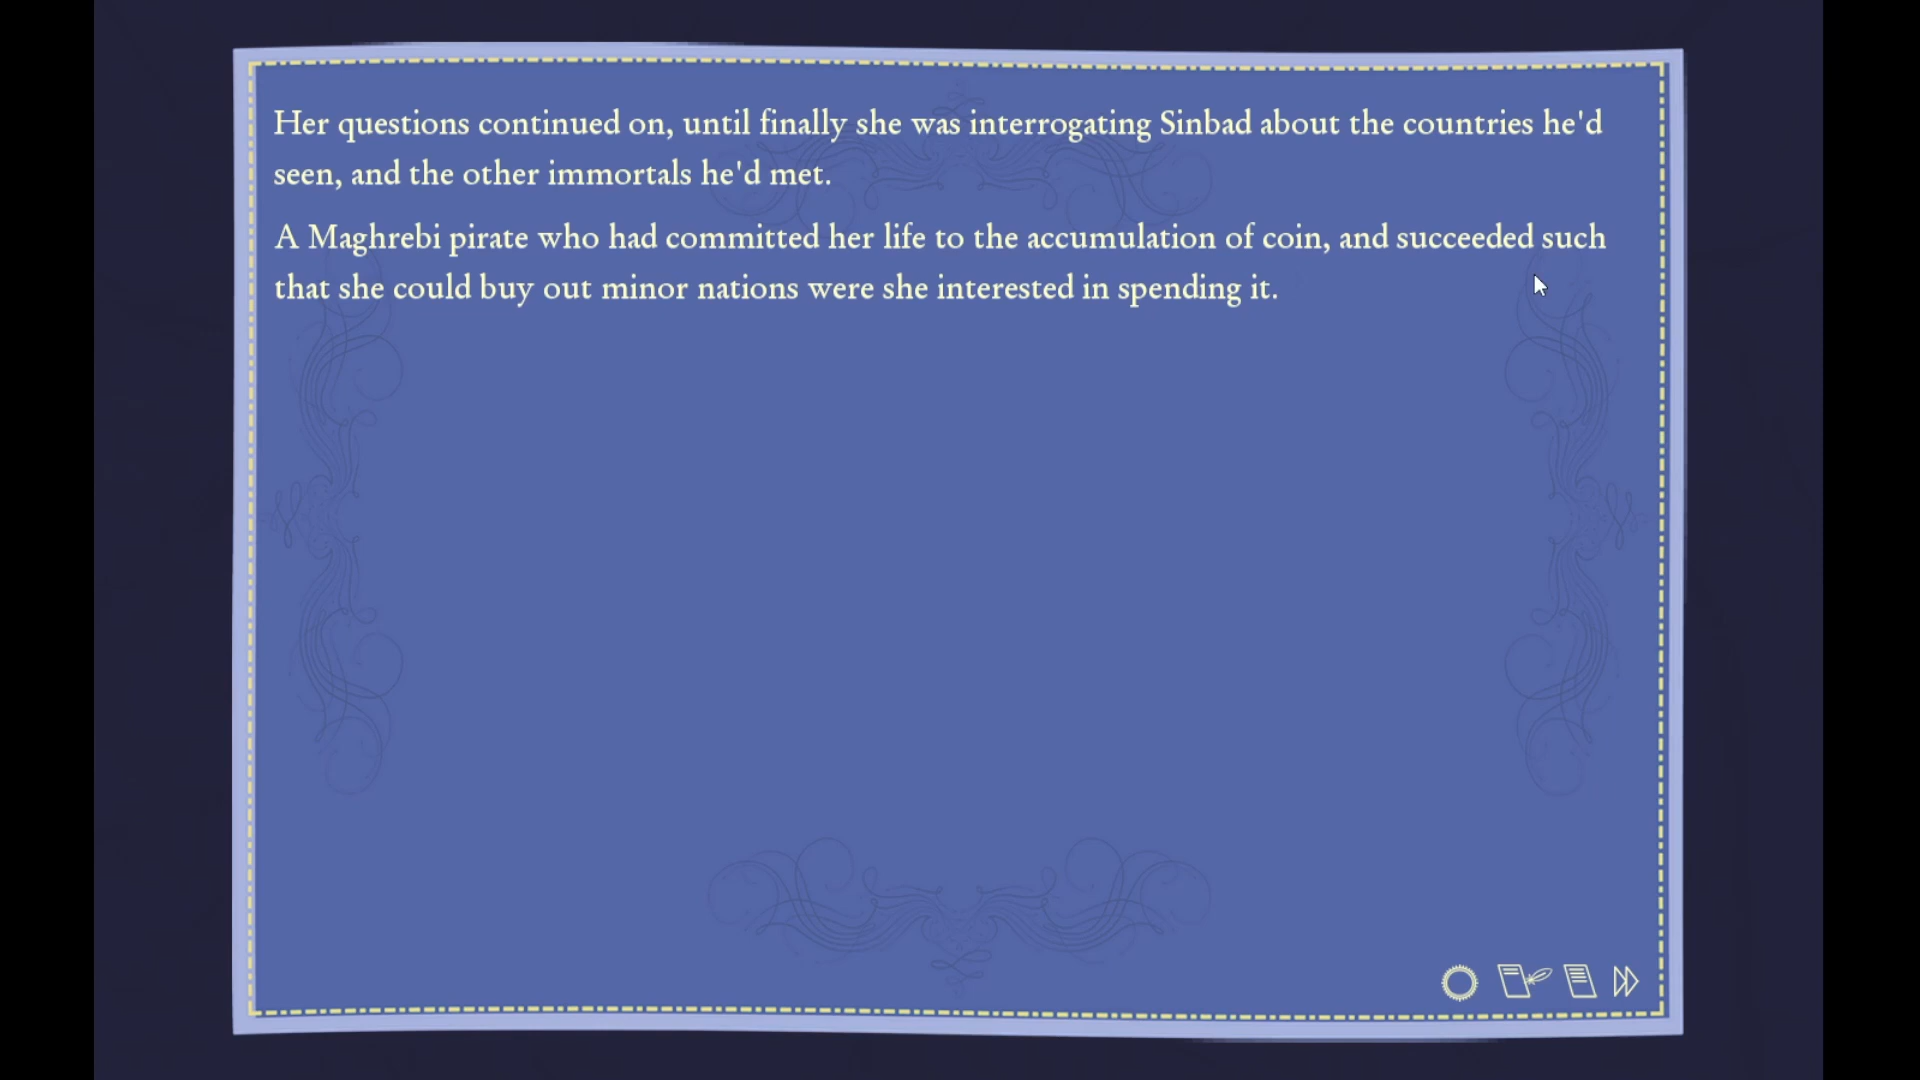 Her questions continued on, until finally she was interrogating Sinbad about the countries he'd
seen, and the other immortals he'd met.
A Maghrebi pirate who had committed her life to the accumulation of coin, and succeeded such
that she could buy out minor nations were she interested in spending it.